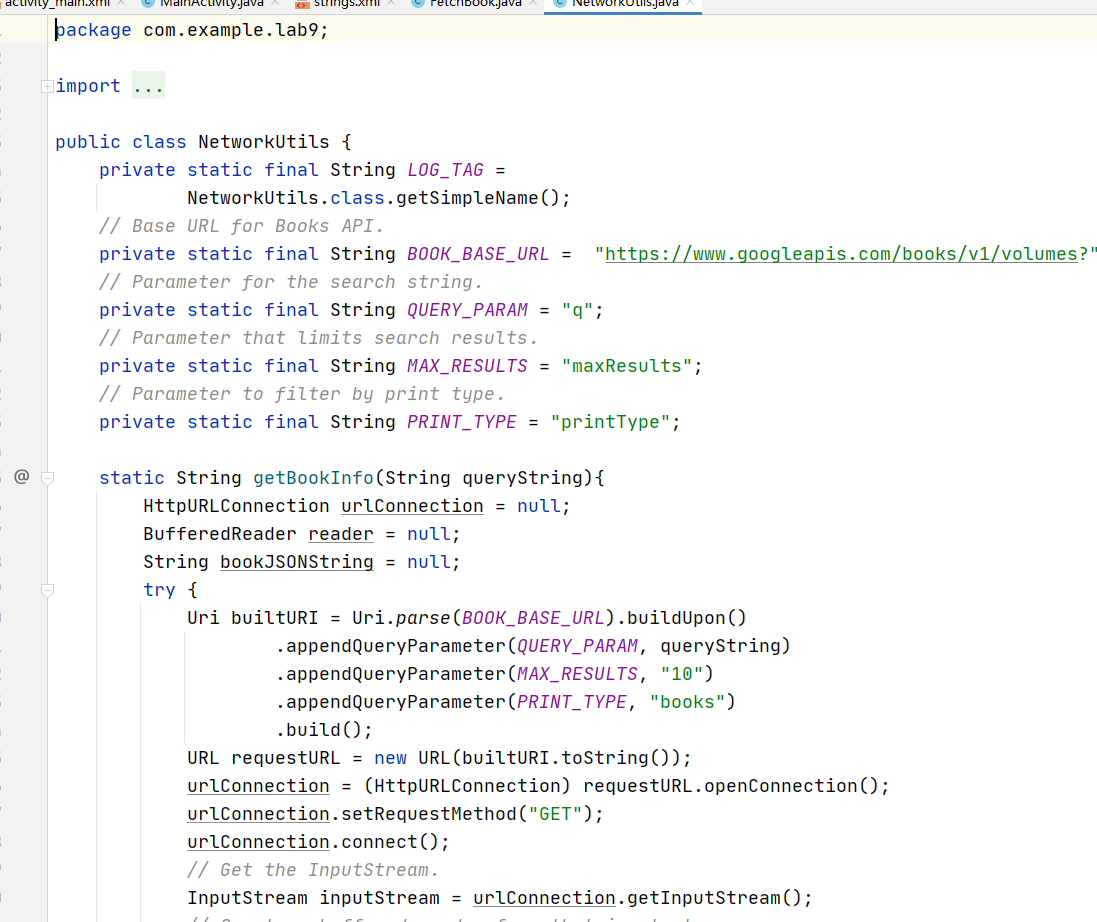 activity_main.xml MainActivity.java strings.xml FetchBook.java NetworkUtils.java
package com.example.lab9;
import ...
public class NetworkUtils {
private static final String LOG_TAG =
NetworkUtils.class.getSimpleName();
// Base URL for Books API.
private static final String BOOK_BASE_URL = "https://www.googleapis.com/books/v1/volumes?"
// Parameter for the search string.
private static final String QUERY_PARAM = "q";
// Parameter that limits search results.
private static final String MAX_RESULTS = "maxResults";
// Parameter to filter by print type.
private static final String PRINT_TYPE = "printType";
@ static String getBookInfo(String queryString){
HttpURLConnection urlConnection = null;
BufferedReader reader = null;
String bookJSONString = null;
try {
Uri builtURI = Uri.parse(BOOK_BASE_URL).buildUpon()
.appendQueryParameter(QUERY_PARAM, queryString)
.appendQueryParameter(MAX_RESULTS, "10")
.appendQueryParameter(PRINT_TYPE, "books")
.build();
URL requestURL = new URL(builtURI.toString());
urlConnection = (HttpURLConnection) requestURL.openConnection();
urlConnection.setRequestMethod("GET");
urlConnection.connect();
// Get the InputStream.
InputStream inputStream = urlConnection.getInputStream();